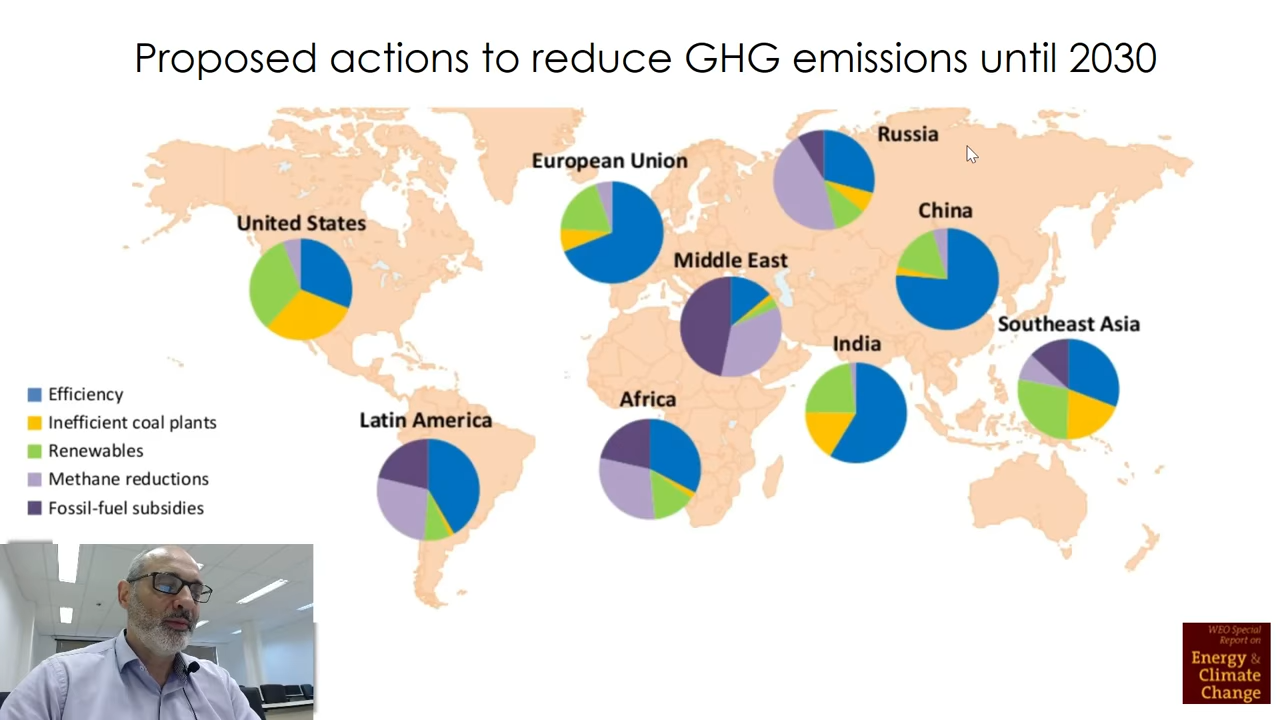 Proposed actions to reduce GHG emissions until 2030
Russia
European Union
China
United States
Middle East
Southeast Asia
India
Africa
Latin America
Efficiency
Inefficient coal plants
Renewables
Methane reductions
Fossil-fuel subsidies
WEO Special
Report on
Energy &
Climate
Change